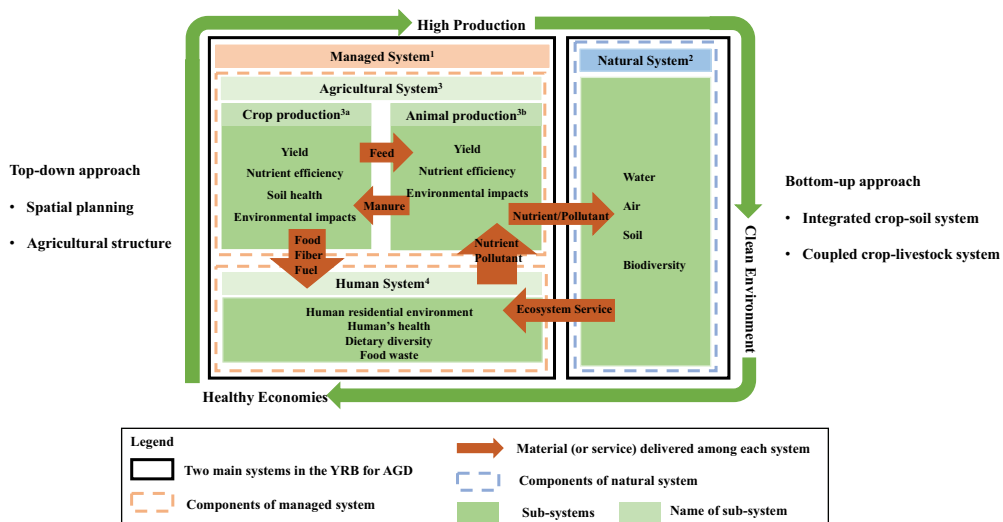 High Production
Managed System¹
Natural System²
Agricultural System³
Crop production³ᵃ
Animal production³ᵇ
Yield
Nutrient efficiency
Soil health
Environmental impacts
Feed
Manure
Yield
Nutrient efficiency
Environmental impacts
Nutrient/Pollutant
Food
Fiber
Fuel
Nutrient
Pollutant
Human System⁴
Human residential environment
Human's health
Dietary diversity
Food waste
Ecosystem Service
Water
Air
Soil
Biodiversity
Top-down approach
• Spatial planning
• Agricultural structure
Bottom-up approach
• Integrated crop-soil system
• Coupled crop-livestock system
Clean Environment
Healthy Economies
Legend
Two main systems in the YRB for AGD
Components of managed system
Material (or service) delivered among each system
Components of natural system
Sub-systems
Name of sub-system